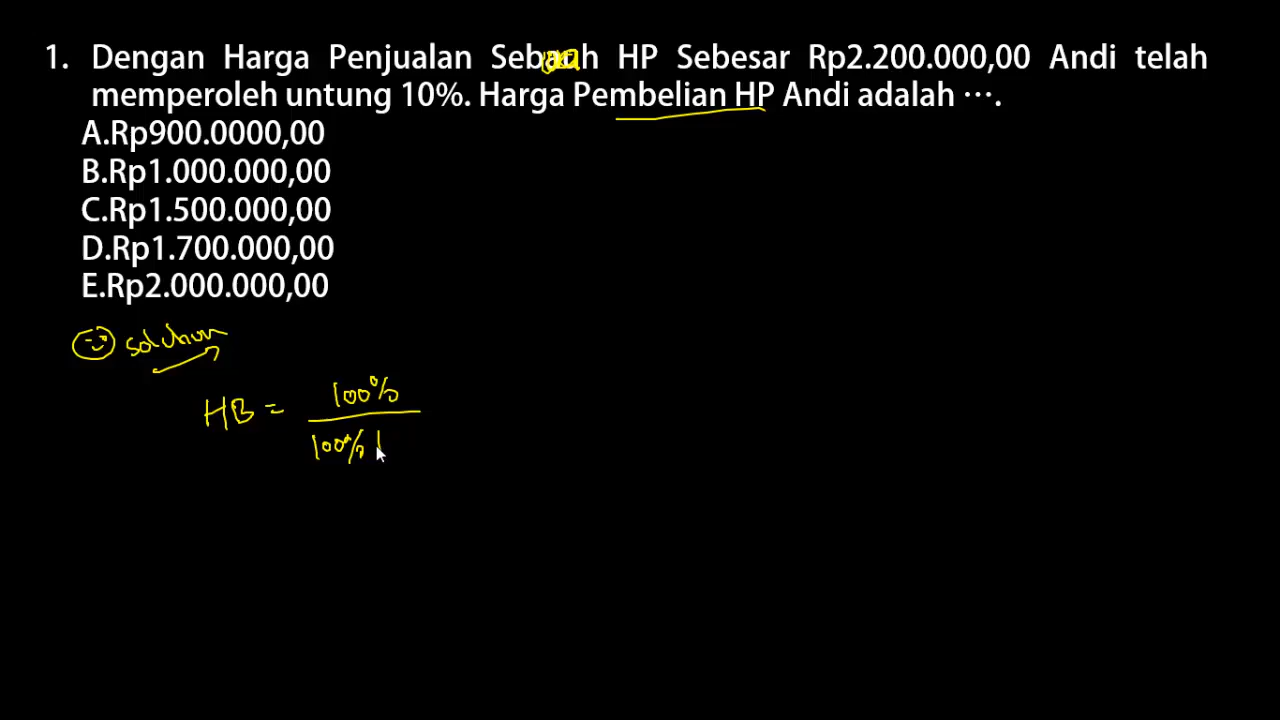 1. Dengan Harga Penjualan Sebuah HP Sebesar Rp2.200.000,00 Andi telah
memperoleh untung 10%. Harga Pembelian HP Andi adalah ….
A.Rp900.0000,00
B.Rp1.000.000,00
C.Rp1.500.000,00
D.Rp1.700.000,00
E.Rp2.000.000,00
solution
HB = 100%
100%